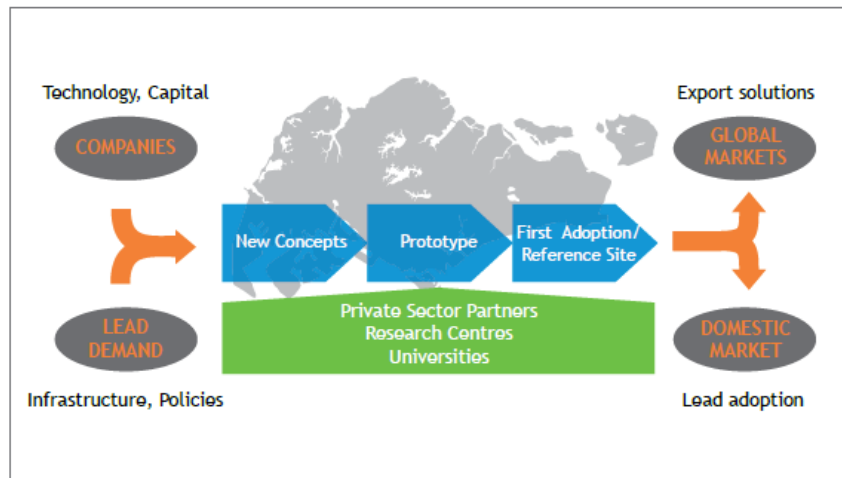 Technology, Capital
COMPANIES
LEAD
DEMAND
Infrastructure, Policies
New Concepts
Prototype
First Adoption/
Reference Site
Private Sector Partners
Research Centres
Universities
Export solutions
GLOBAL
MARKETS
DOMESTIC
MARKET
Lead adoption